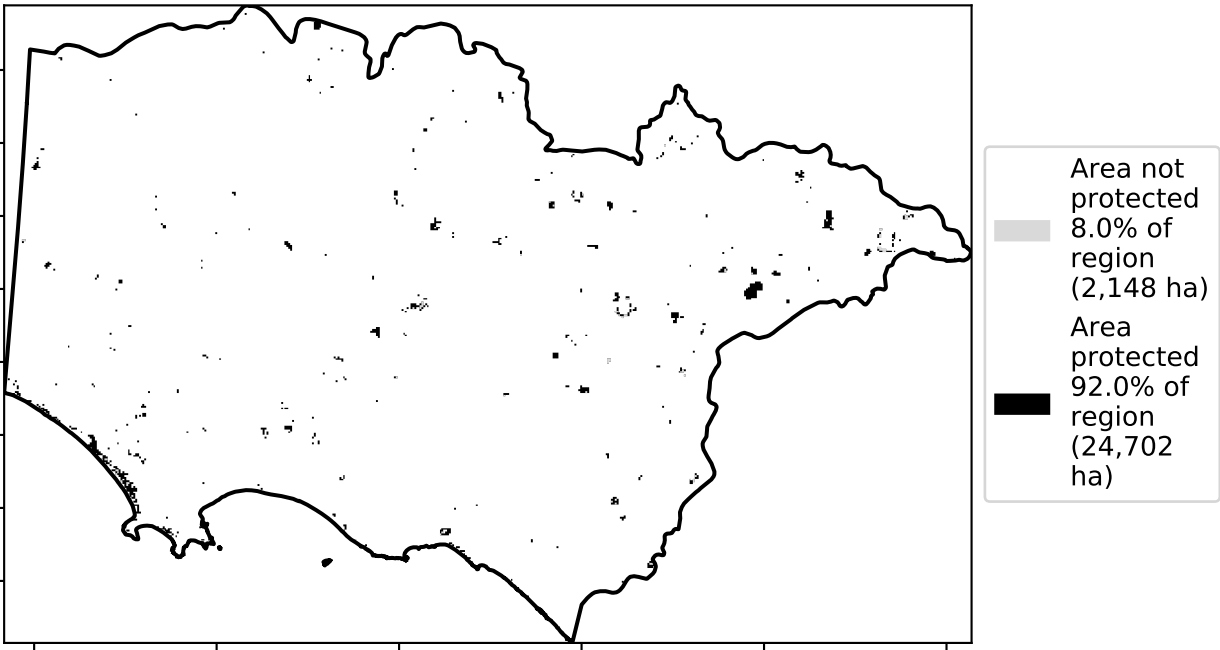 Area not
protected
8.0% of
region
(2,148 ha)
Area
protected
92.0% of
region
(24,702
ha)